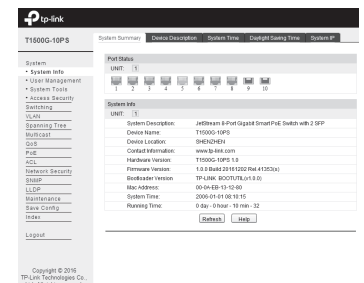 tp-link
T1500G-10PS
System Summary Device Description System Time Daylight Saving Time System IP
System
• System Info
• User Management
• System Tools
• Access Security
Switching
VLAN
Spanning Tree
Multicast
QoS
PoE
ACL
Network Security
SNMP
LLDP
Maintenance
Save Config
Index
Logout
Copyright © 2016
TP-Link Technologies Co.,
Port Status
UNIT: 1
1 2 3 4 5 6 7 8 9 10
System Info
UNIT: 1
System Description: JetStream 8-Port Gigabit Smart PoE Switch with 2 SFP
Device Name: T1500G-10PS
Device Location: SHENZHEN
Contact Information: www.tp-link.com
Hardware Version: T1500G-10PS 1.0
Firmware Version: 1.0.0 Build 20161202 Rel.41353(s)
Bootloader Version: TP-LINK BOOTUTIL(v1.0.0)
Mac Address: 00-0A-EB-13-12-60
System Time: 2006-01-01 08:10:15
Running Time: 0 day - 0 hour - 10 min - 32
Refresh Help